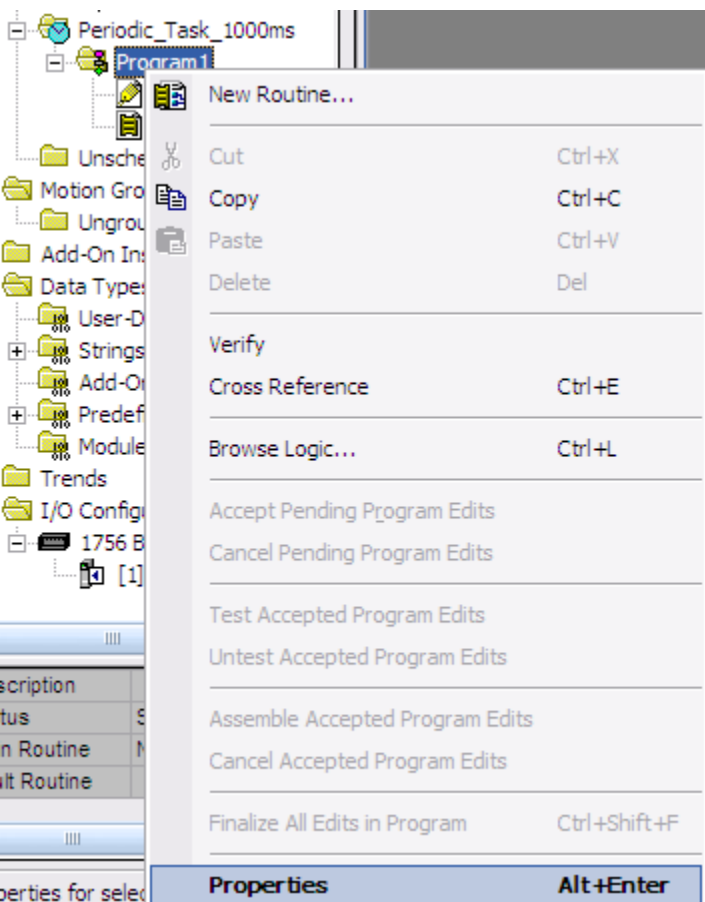 Periodic_Task_1000ms
Program1
New Routine...
Unsche
Cut Ctrl+X
Motion Gro
Copy Ctrl+C
Ungrou
Paste Ctrl+V
Add-On Ins
Data Types
Delete Del
User-D
Verify
Strings
Add-On
Cross Reference Ctrl+E
Predef
Module
Browse Logic... Ctrl+L
Trends
I/O Configu
Accept Pending Program Edits
1756 B
Cancel Pending Program Edits
[1]
Test Accepted Program Edits
Untest Accepted Program Edits
scription
tus S
Assemble Accepted Program Edits
n Routine
Cancel Accepted Program Edits
ult Routine
Finalize All Edits in Program Ctrl+Shift+F
Properties Alt+Enter
perties for selec